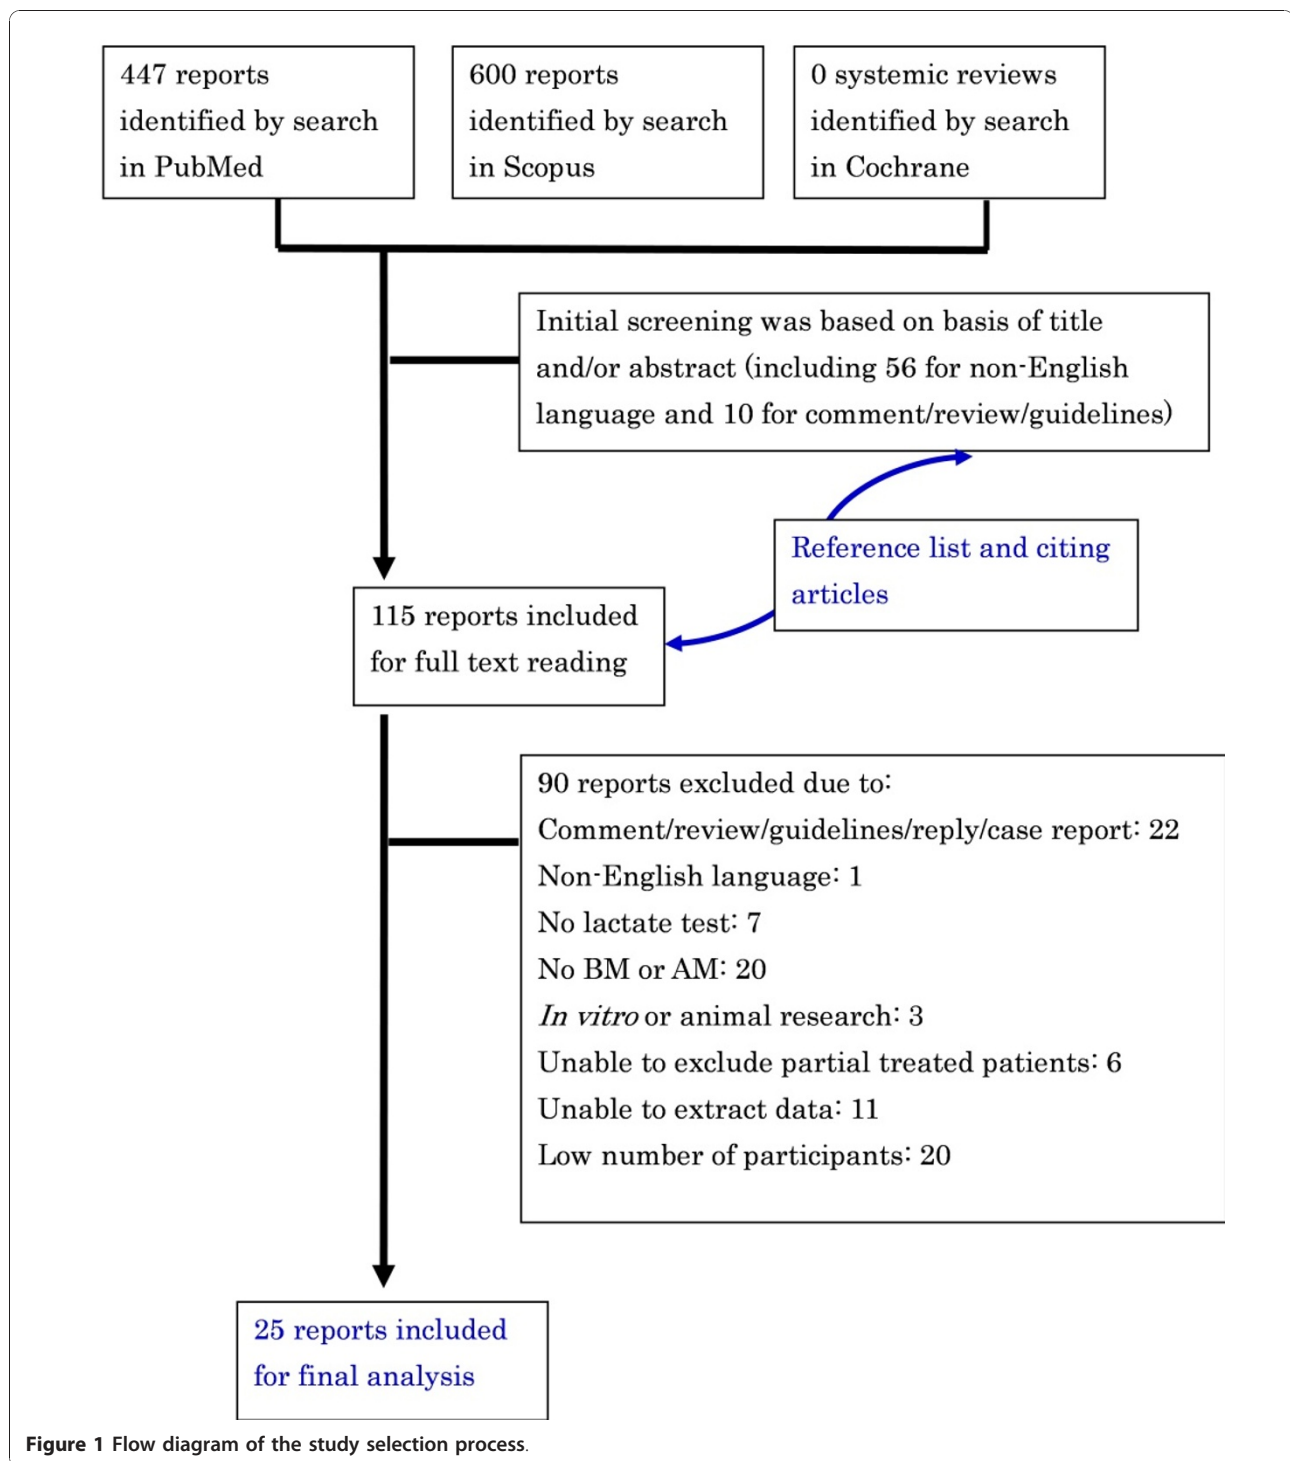 447 reports
identified by search
in PubMed
600 reports
identified by search
in Scopus
0 systemic reviews
identified by search
in Cochrane
Initial screening was based on basis of title
and/or abstract (including 56 for non-English
language and 10 for comment/review/guidelines)
Reference list and citing
articles
115 reports included
for full text reading
90 reports excluded due to:
Comment/review/guidelines/reply/case report: 22
Non-English language: 1
No lactate test: 7
No BM or AM: 20
In vitro or animal research: 3
Unable to exclude partial treated patients: 6
Unable to extract data: 11
Low number of participants: 20
25 reports included
for final analysis
Figure 1 Flow diagram of the study selection process.